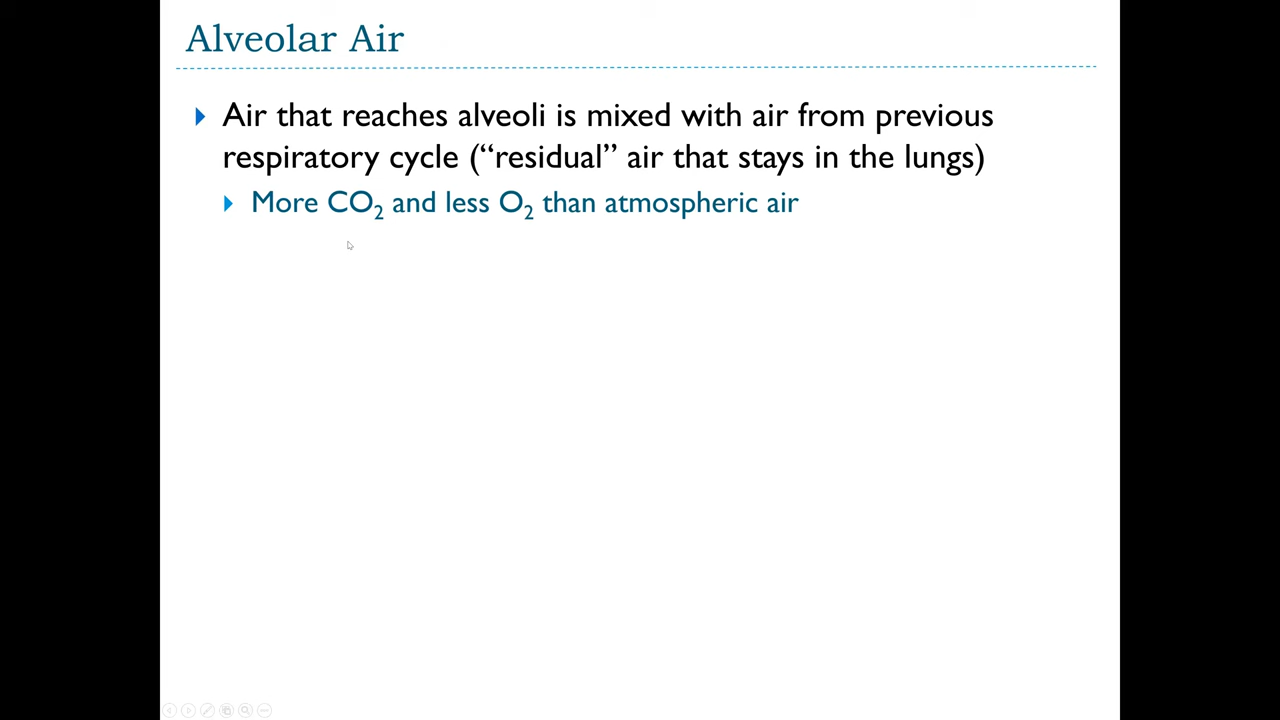 Alveolar Air
Air that reaches alveoli is mixed with air from previous
respiratory cycle (“residual” air that stays in the lungs)
More CO₂ and less O₂ than atmospheric air